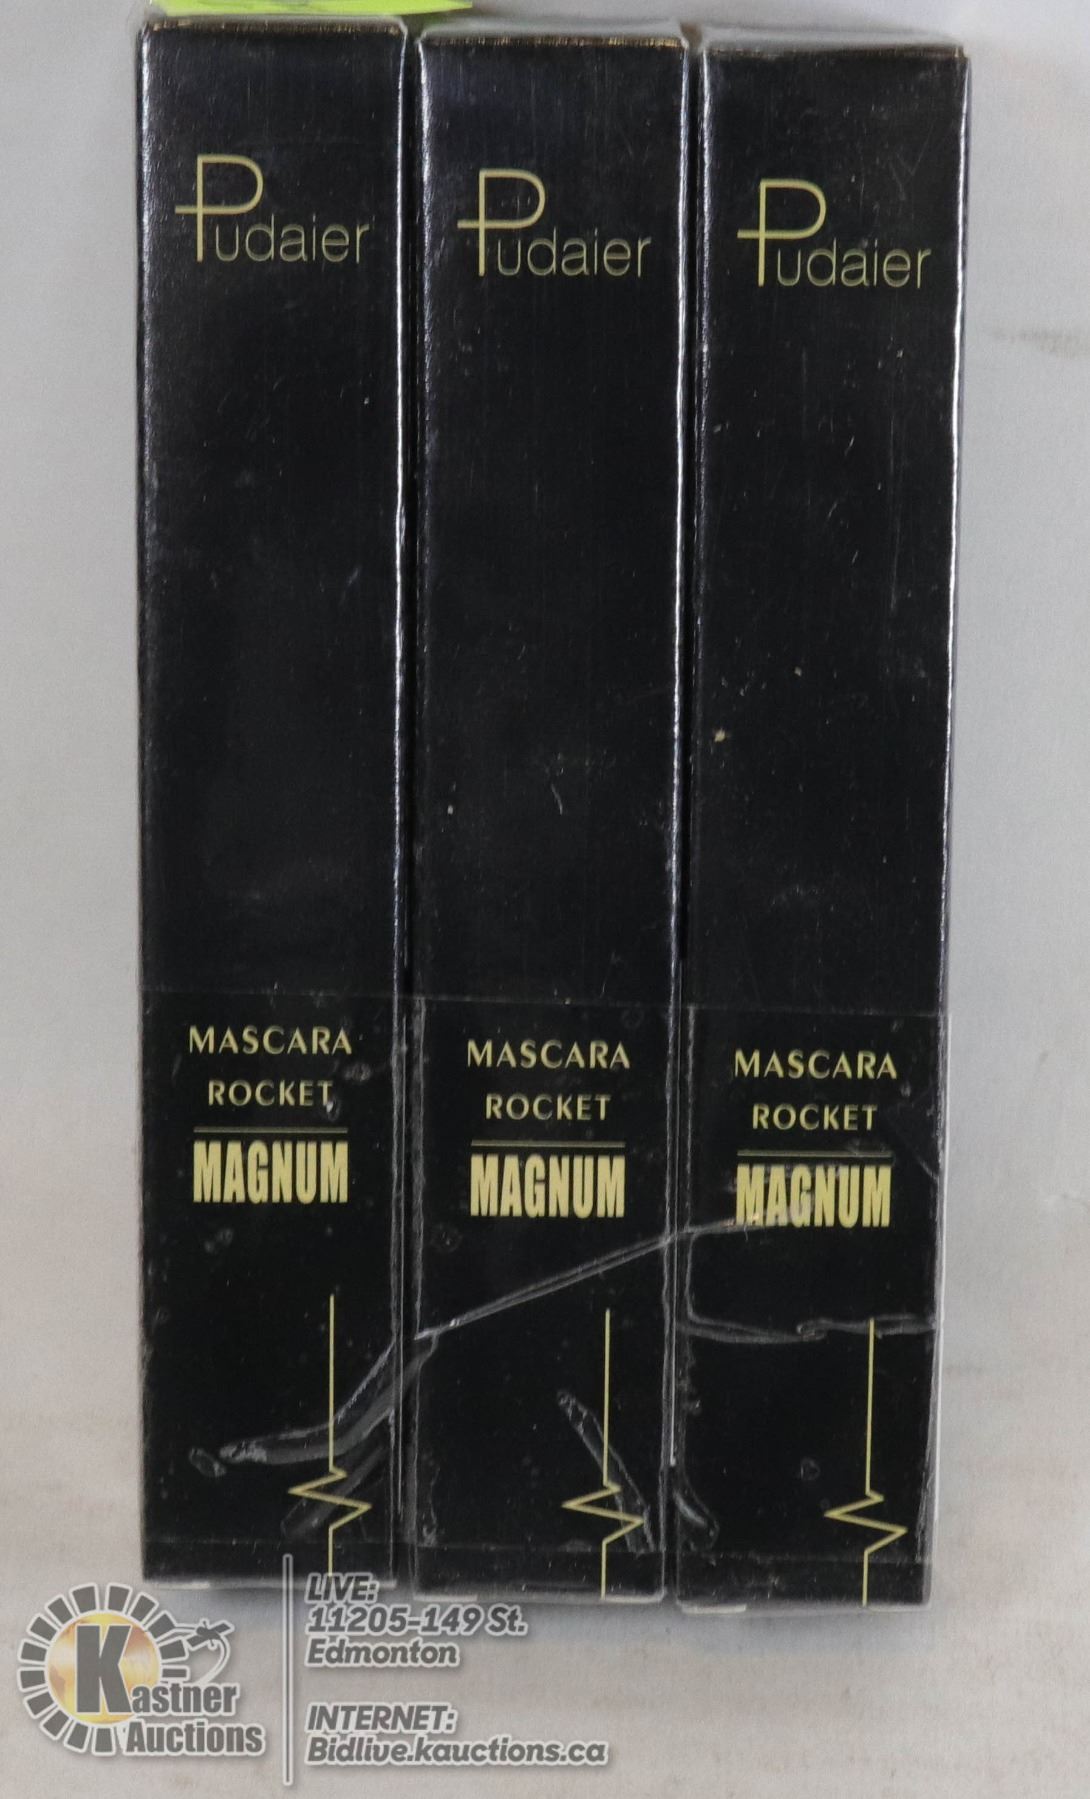 Pudaier
MASCARA
ROCKET
MAGNUM
Pudaier
MASCARA
ROCKET
MAGNUM
Pudaier
MASCARA
ROCKET
MAGNUM
Kastner
Auctions
LIVE:
11205-149 St.
Edmonton
INTERNET:
Bidlive.kauctions.ca